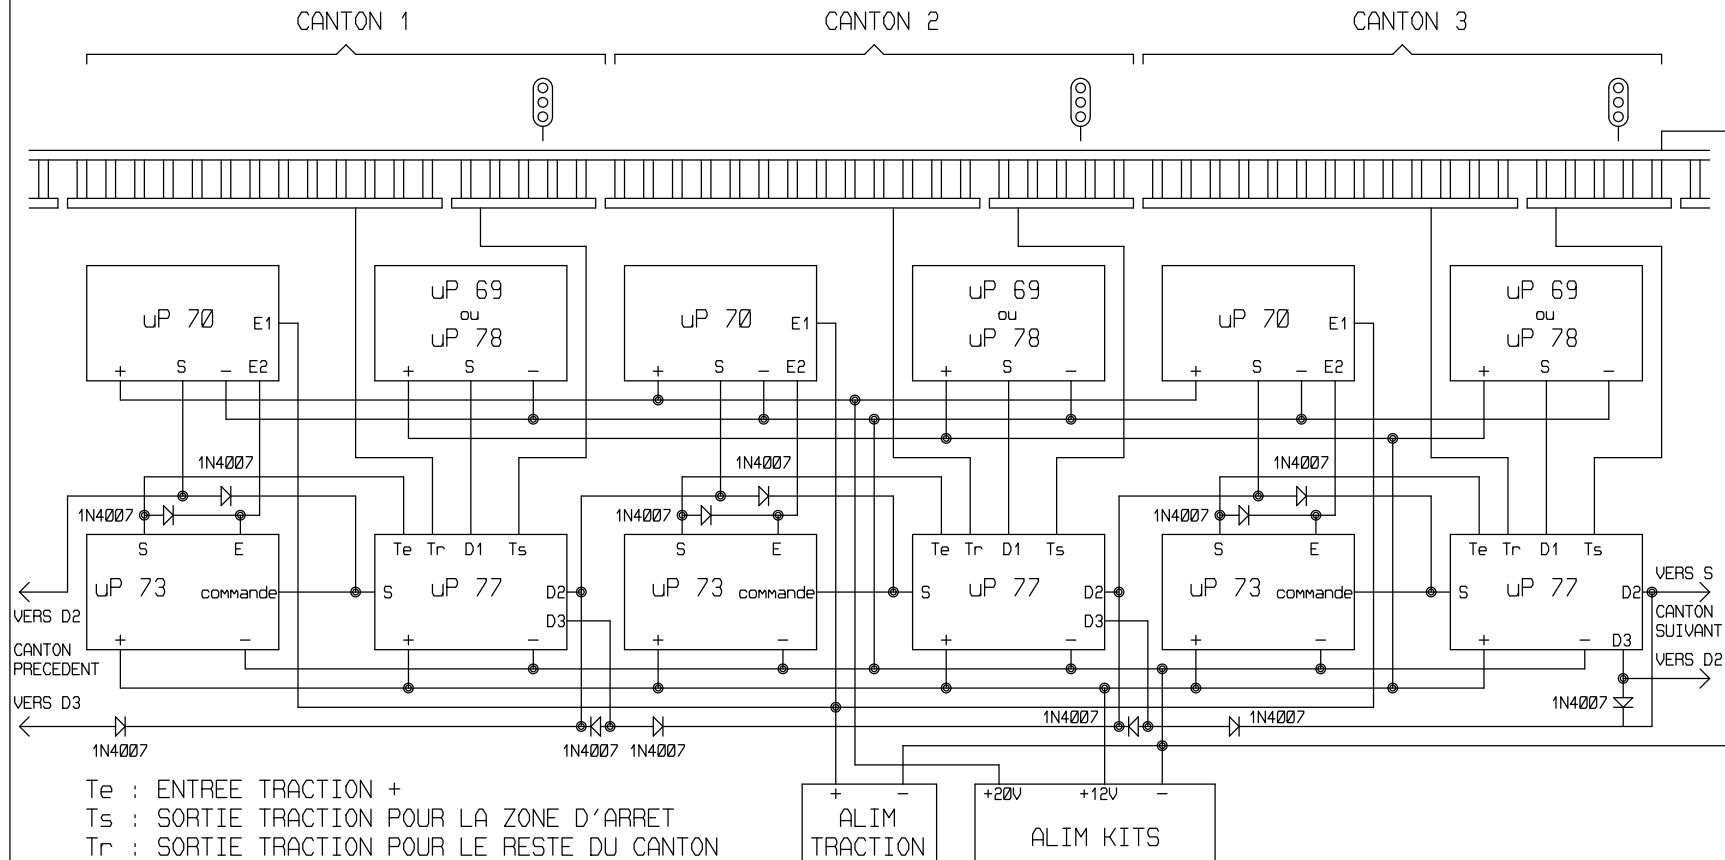 CANTON 1 CANTON 2 CANTON 3
uP 70 E1 + S - E2
uP 69 ou uP 78 + S -
uP 70 E1 + S - E2
uP 69 ou uP 78 + S -
uP 70 E1 + S - E2
uP 69 ou uP 78 + S -
1N4007 1N4007 1N4007
1N4007 1N4007 1N4007
S E uP 73 commande + -
Te Tr D1 Ts S uP 77 D2 D3 + -
S E uP 73 commande + -
Te Tr D1 Ts S uP 77 D2 D3 + -
S E uP 73 commande + -
Te Tr D1 Ts S uP 77 D2 D3 + -
VERS D2
CANTON
PRECEDENT
VERS D3
VERS S
CANTON
SUIVANT
VERS D2
1N4007
1N4007 1N4007
1N4007 1N4007 1N4007
Te : ENTREE TRACTION +
Ts : SORTIE TRACTION POUR LA ZONE D'ARRET
Tr : SORTIE TRACTION POUR LE RESTE DU CANTON
+ -
ALIM
TRACTION
+20V +12V -
ALIM KITS